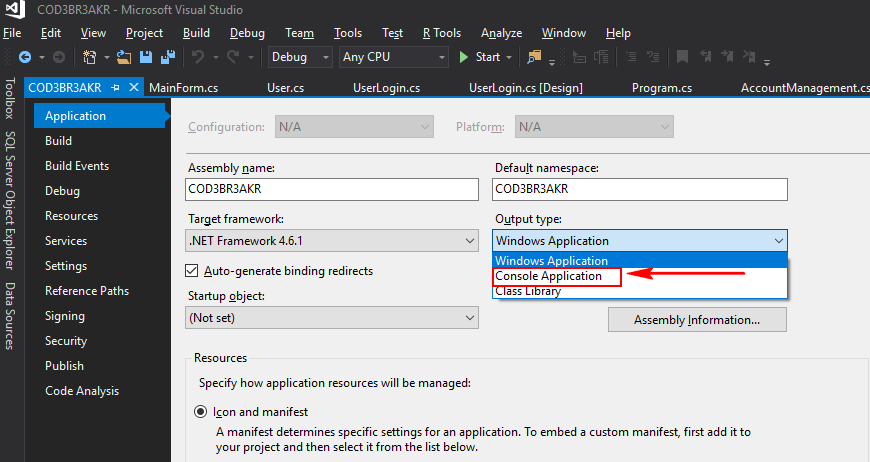 COD3BR3AKR - Microsoft Visual Studio
File Edit View Project Build Debug Team Tools Test R Tools Analyze Window Help
Debug Any CPU Start
COD3BR3AKR MainForm.cs User.cs UserLogin.cs UserLogin.cs [Design] Program.cs AccountManagement.cs
Toolbox
SQL Server Object Explorer
Data Sources
Application
Build
Build Events
Debug
Resources
Services
Settings
Reference Paths
Signing
Security
Publish
Code Analysis
Configuration: N/A Platform: N/A
Assembly name: Default namespace:
COD3BR3AKR COD3BR3AKR
Target framework: Output type:
.NET Framework 4.6.1 Windows Application
Windows Application
Auto-generate binding redirects Console Application
Class Library
Startup object:
(Not set) Assembly Information...
Resources
Specify how application resources will be managed:
Icon and manifest
A manifest determines specific settings for an application. To embed a custom manifest, first add it to
your project and then select it from the list below.